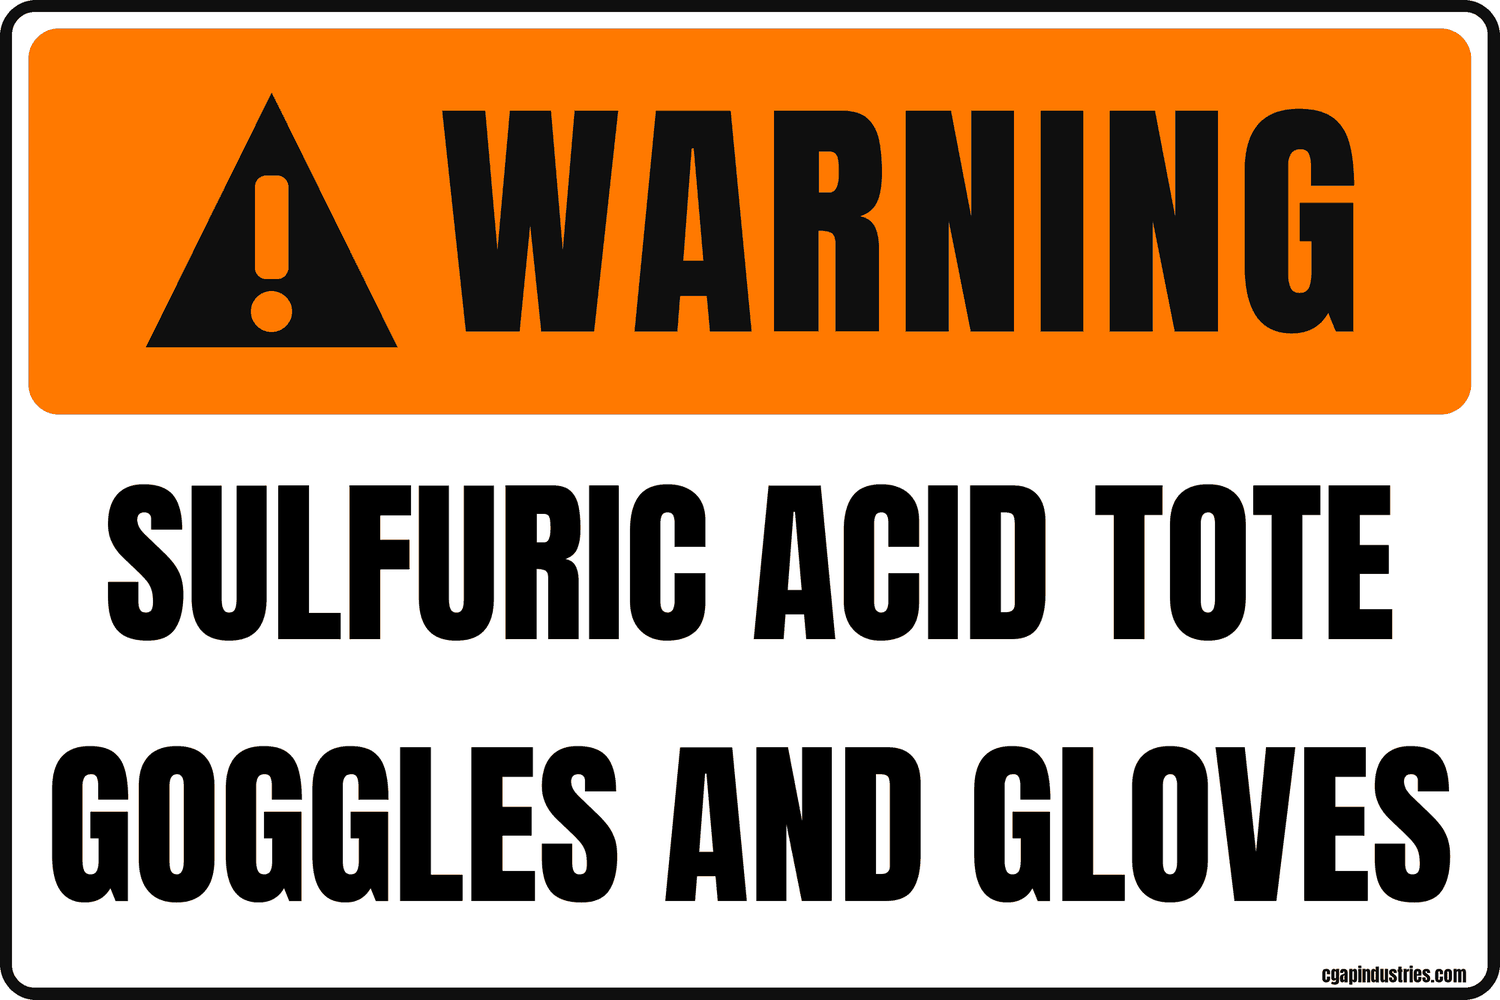 WARNING
SULFURIC ACID TOTE
GOGGLES AND GLOVES
cgapindustries.com